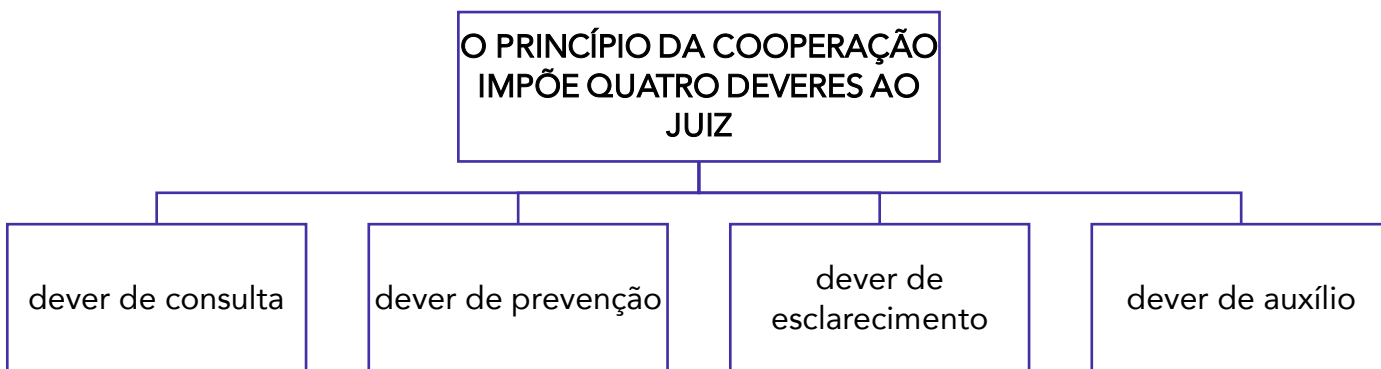 O PRINCÍPIO DA COOPERAÇÃO
IMPÕE QUATRO DEVERES AO
JUIZ
dever de consulta
dever de prevenção
dever de
esclarecimento
dever de auxílio